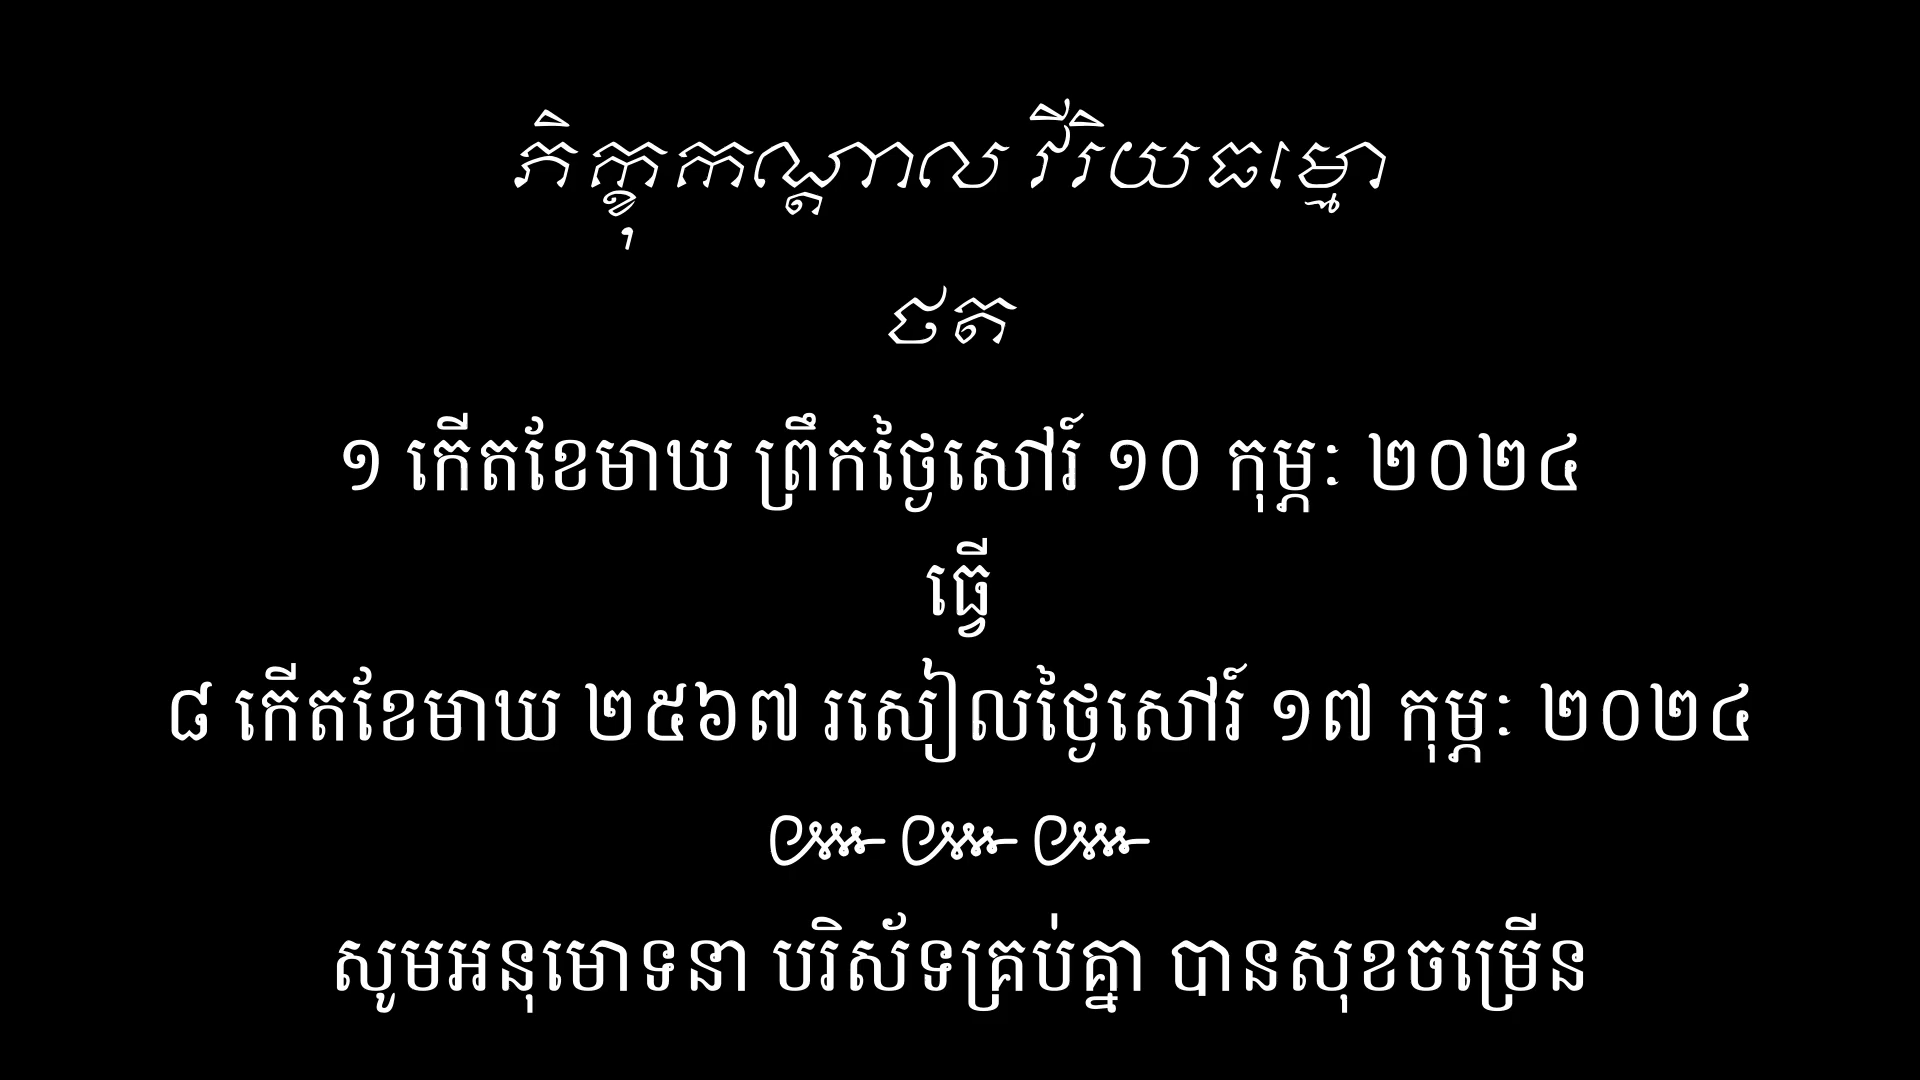 ភិក្ខុកណ្ដាល វីរិយធម្មោ
ថត
១ កើតខែមាឃ ព្រឹកថ្ងៃសៅរ៍ ១០ កុម្ភៈ ២០២៤
ធ្វើ
៨ កើតខែមាឃ ២៥៦៧ រសៀលថ្ងៃសៅរ៍ ១៧ កុម្ភៈ ២០២៤
៚ ៚ ៚
សូមអនុមោទនា បរិស័ទគ្រប់គ្នា បានសុខចម្រើន